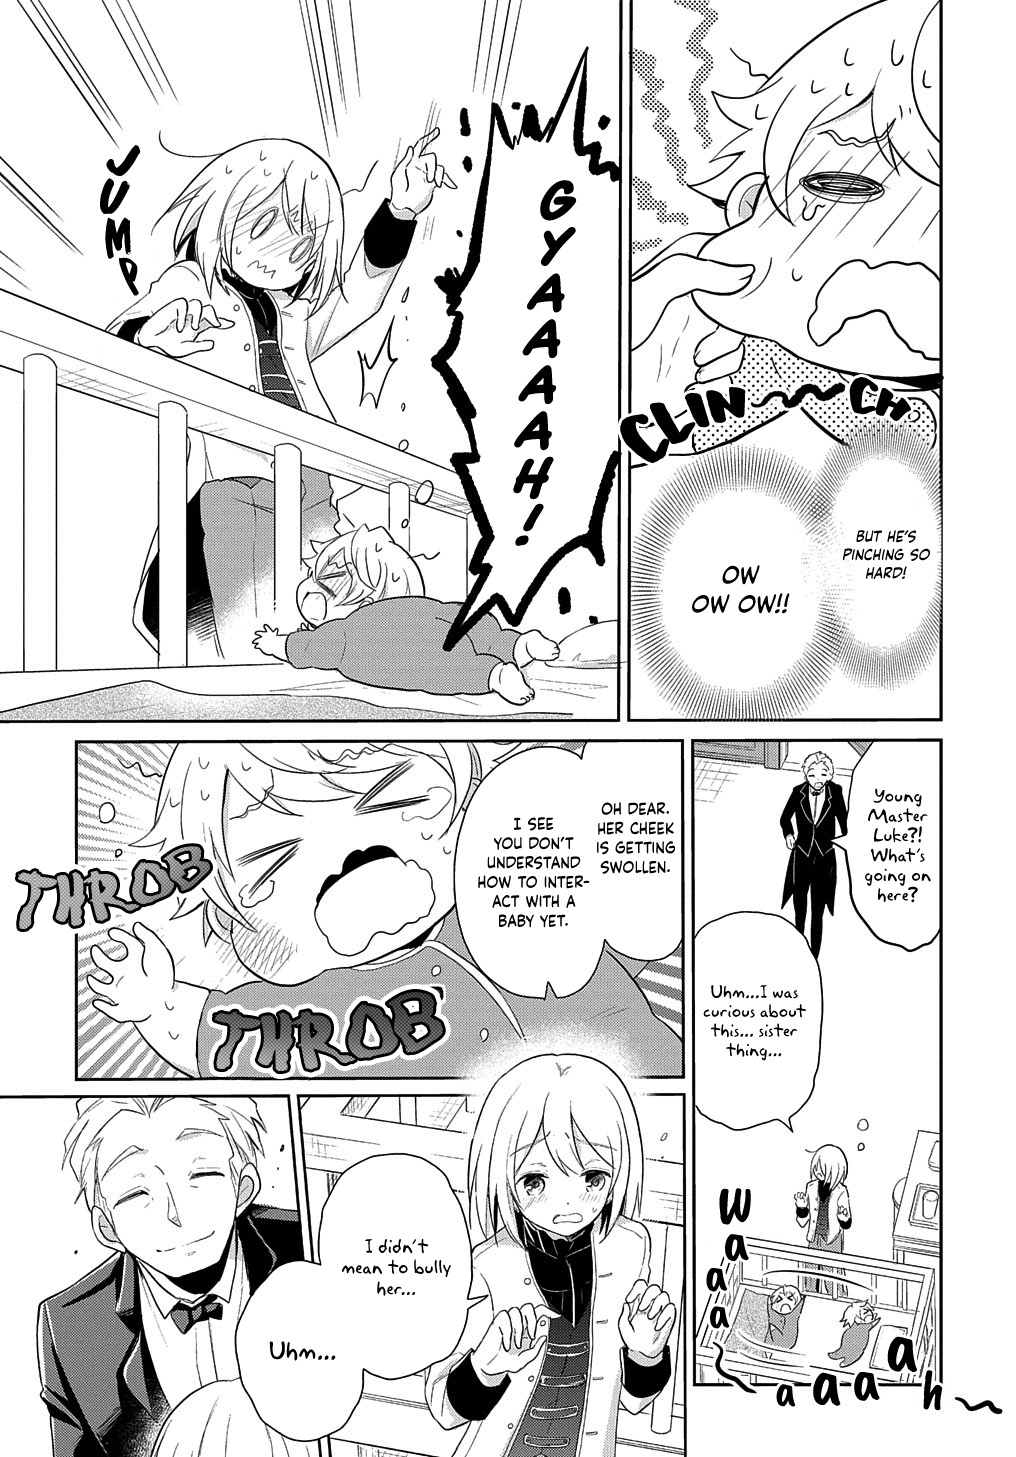 CLIN
CH
BUT HE'S
PINCHING SO
HARD!
OW
OW OW!!
GYAAAAAH!
JUMP
Young
Master
Luke?!
What's
going on
here?
Uhm...I was
curious about
this... sister
thing...
Waaaa
aaaah
OH DEAR.
HER CHEEK
IS GETTING
SWOLLEN.
I SEE
YOU DON'T
UNDERSTAND
HOW TO INTER-
ACT WITH A
BABY YET.
THROB
THROB
I didn't
mean to bully
her...
Uhm...